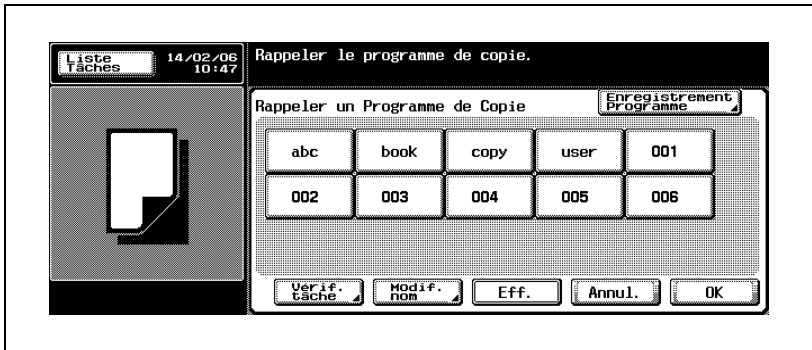 Liste
Tâches
14/02/06
10:47
Rappeler le programme de copie.
Rappeler un Programme de Copie
Enregistrement
Programme
abc book copy user 001
002 003 004 005 006
Vérif.
tâche
Modif.
nom
Eff.
Annul.
OK